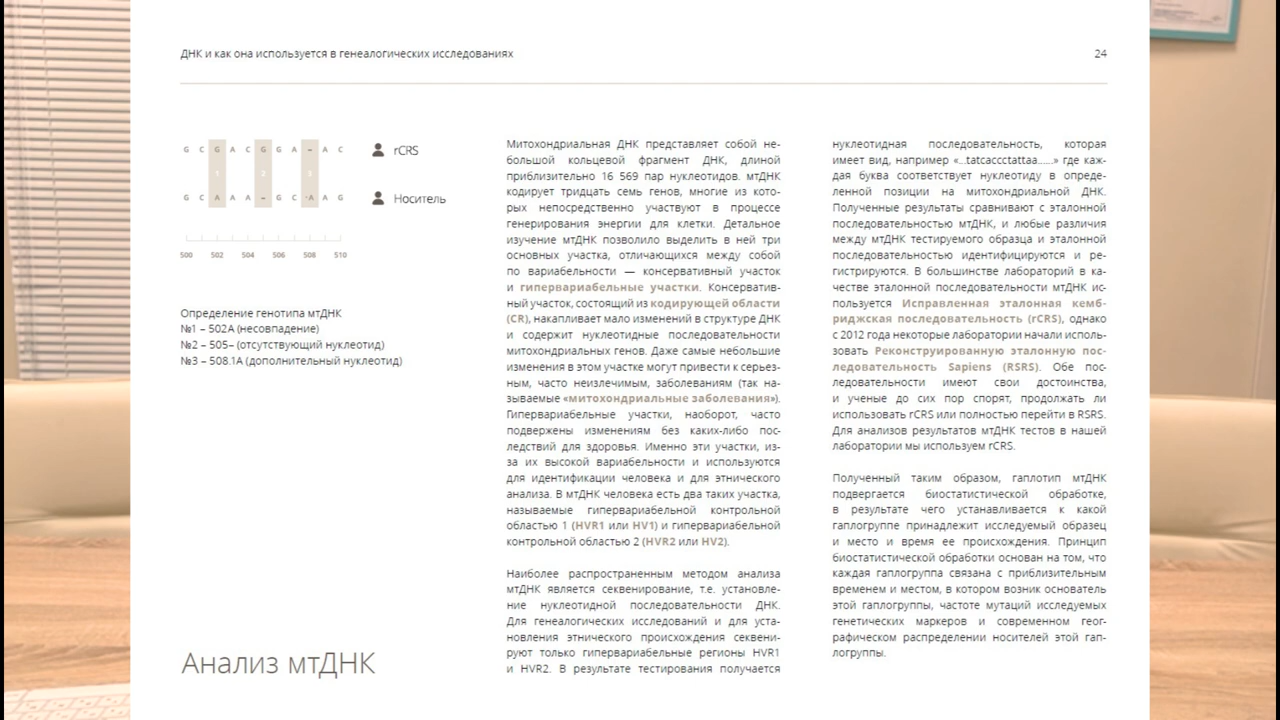 ДНК и как она используется в генеалогических исследованиях
24
G C G A C G G A – A C
rCRS
1 2 3
G C A A A – G C ·A A G
Носитель
500 502 504 506 508 510
Определение генотипа мтДНК
№1 – 502A (несовпадение)
№2 – 505– (отсутствующий нуклеотид)
№3 – 508.1A (дополнительный нуклеотид)
Анализ мтДНК
Митохондриальная ДНК представляет собой не-
большой кольцевой фрагмент ДНК, длиной
приблизительно 16 569 пар нуклеотидов. мтДНК
кодирует тридцать семь генов, многие из кото-
рых непосредственно участвуют в процессе
генерирования энергии для клетки. Детальное
изучение мтДНК позволило выделить в ней три
основных участка, отличающихся между собой
по вариабельности — консервативный участок
и гипервариабельные участки. Консерватив-
ный участок, состоящий из кодирующей области
(CR), накапливает мало изменений в структуре ДНК
и содержит нуклеотидные последовательности
митохондриальных генов. Даже самые небольшие
изменения в этом участке могут привести к серьез-
ным, часто неизлечимым, заболеваниям (так на-
зываемые «митохондриальные заболевания»).
Гипервариабельные участки, наоборот, часто
подвержены изменениям без каких-либо пос-
ледствий для здоровья. Именно эти участки, из-
за их высокой вариабельности и используются
для идентификации человека и для этнического
анализа. В мтДНК человека есть два таких участка,
называемые гипервариабельной контрольной
областью 1 (HVR1 или HV1) и гипервариабельной
контрольной областью 2 (HVR2 или HV2).
Наиболее распространенным методом анализа
мтДНК является секвенирование, т.е. установле-
ние нуклеотидной последовательности ДНК.
Для генеалогических исследований и для уста-
новления этнического происхождения секвени-
руют только гипервариабельные регионы HVR1
и HVR2. В результате тестирования получается
нуклеотидная последовательность, которая
имеет вид, например «...tatcaccctattaa......» где каж-
дая буква соответствует нуклеотиду в опреде-
ленной позиции на митохондриальной ДНК.
Полученные результаты сравнивают с эталонной
последовательностью мтДНК, и любые различия
между мтДНК тестируемого образца и эталонной
последовательностью идентифицируются и ре-
гистрируются. В большинстве лабораторий в ка-
честве эталонной последовательности мтДНК ис-
пользуется Исправленная эталонная кемб-
риджская последовательность (rCRS), однако
с 2012 года некоторые лаборатории начали исполь-
зовать Реконструированную эталонную пос-
ледовательность Sapiens (RSRS). Обе пос-
ледовательности имеют свои достоинства,
и ученые до сих пор спорят, продолжать ли
использовать rCRS или полностью перейти в RSRS.
Для анализов результатов мтДНК тестов в нашей
лаборатории мы используем rCRS.
Полученный таким образом, гаплотип мтДНК
подвергается биостатистической обработке,
в результате чего устанавливается к какой
гаплогруппе принадлежит исследуемый образец
и место и время ее происхождения. Принцип
биостатистической обработки основан на том, что
каждая гаплогруппа связана с приблизительным
временем и местом, в котором возник основатель
этой гаплогруппы, частоте мутаций исследуемых
генетических маркеров и современном геог-
рафическом распределении носителей этой гап-
логруппы.